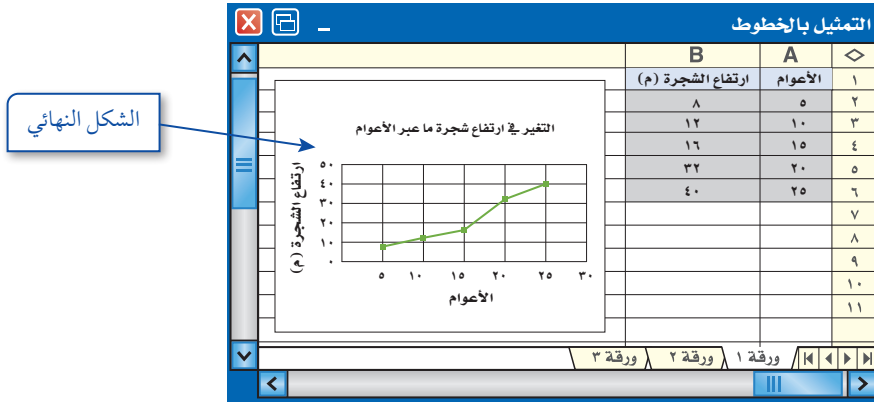 التمثيل بالخطوط
A B
١ الأعوام ارتفاع الشجرة (م)
٢ ٥ ٨
٣ ١٠ ١٢
٤ ١٥ ١٦
٥ ٢٠ ٣٢
٦ ٢٥ ٤٠
٧
٨
٩
١٠
١١
التغير في ارتفاع شجرة ما عبر الأعوام
ارتفاع الشجرة (م)
٥٠
٤٠
٣٠
٢٠
١٠
٠
٥ ١٠ ١٥ ٢٠ ٢٥ ٣٠
الأعوام
الشكل النهائي
ورقة ١ ورقة ٢ ورقة ٣